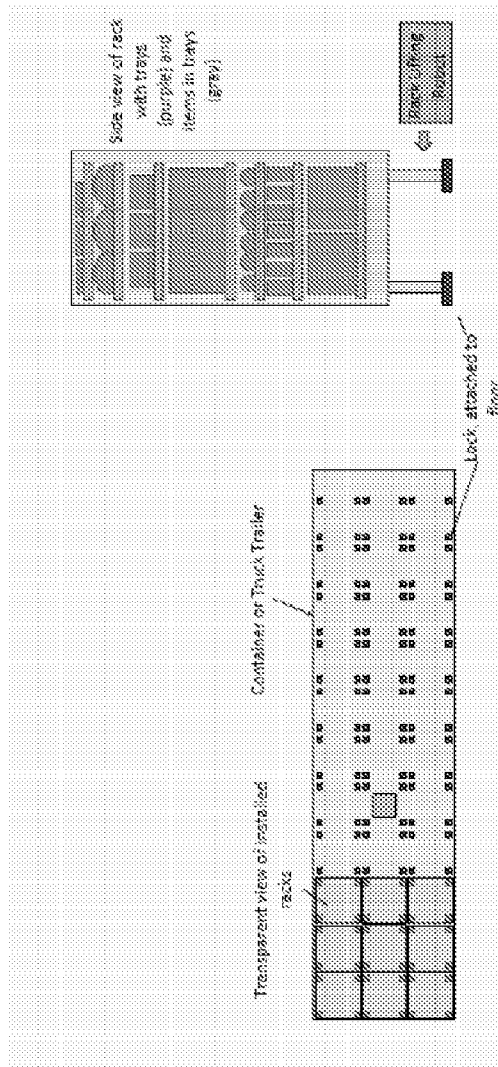 Side view of rack
with trays
(purple) and
items in trays
(gray)
Rack lifting
Robot
Lock, attached to
floor
Container or Truck Trailer
Transparent view of installed
racks